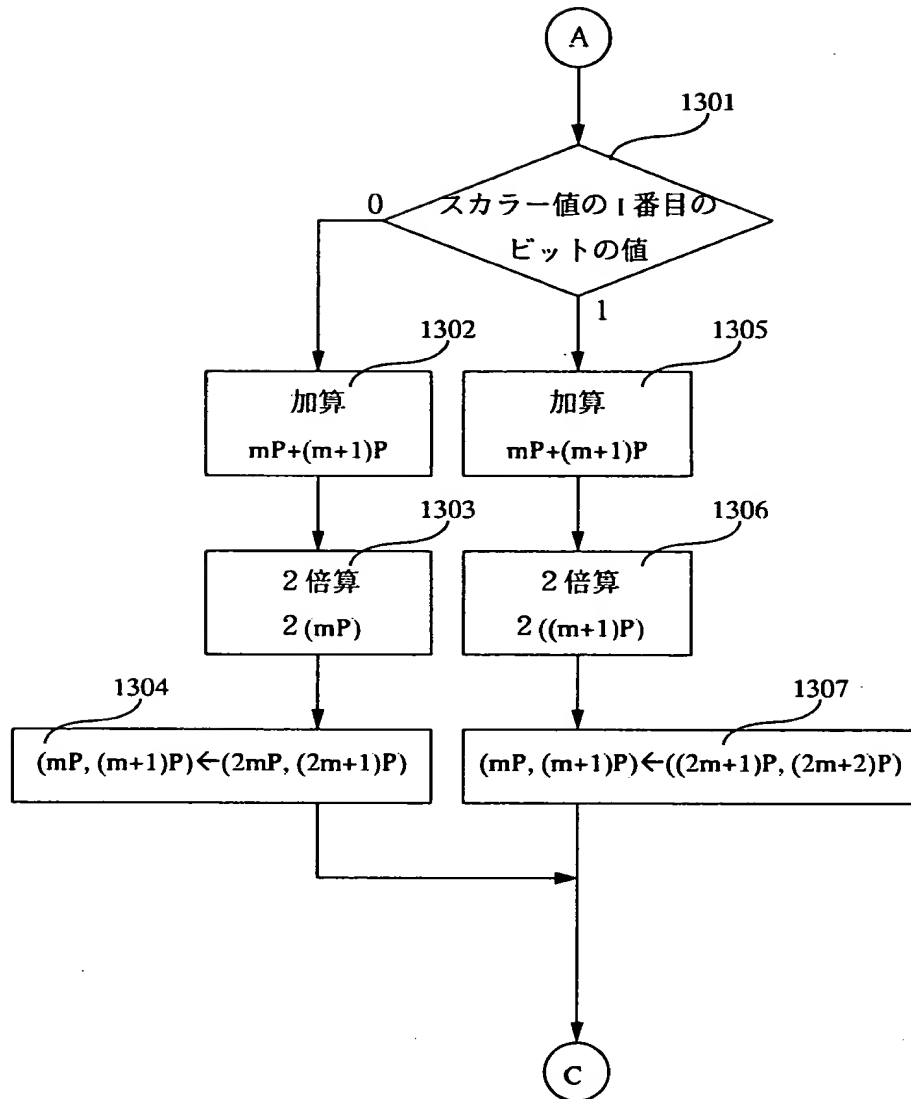 A
1301
0
スカラー値の I 番目の
ビットの値
1
1302
1305
加算
mP+(m+1)P
加算
mP+(m+1)P
1303
1306
2倍算
2(mP)
2倍算
2((m+1)P)
1304
1307
(mP, (m+1)P)←(2mP, (2m+1)P)
(mP, (m+1)P)←((2m+1)P, (2m+2)P)
C